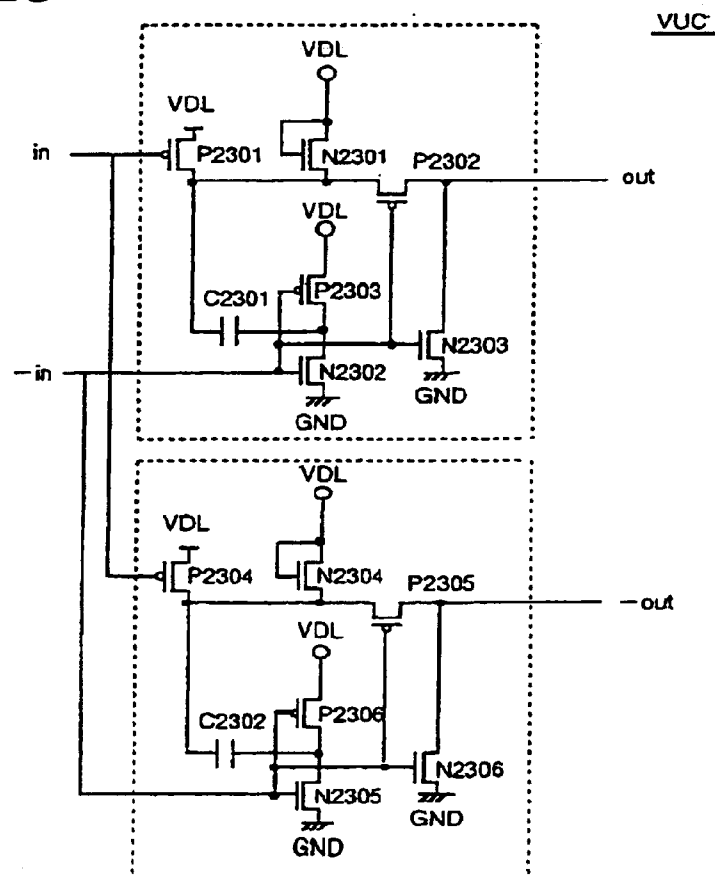 VUC
VDL
VDL
in
P2301
N2301
P2302
out
VDL
C2301
P2303
N2303
—in
N2302
GND
GND
VDL
VDL
P2304
N2304
P2305
—out
VDL
C2302
P2306
N2306
N2305
GND
GND